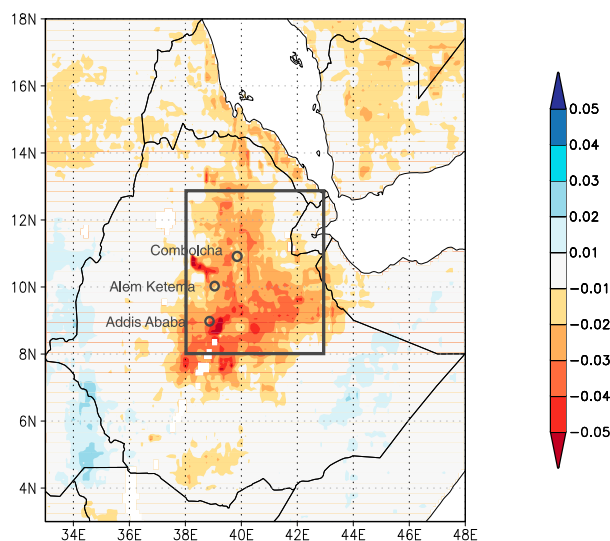 18N
16N
14N
12N
10N
8N
6N
4N
33E 36E 38E 40E 42E 44E 46E 48E
Combolcha
Alem Ketema
Addis Ababa
0.05
0.04
0.03
0.02
0.01
-0.01
-0.02
-0.03
-0.04
-0.05